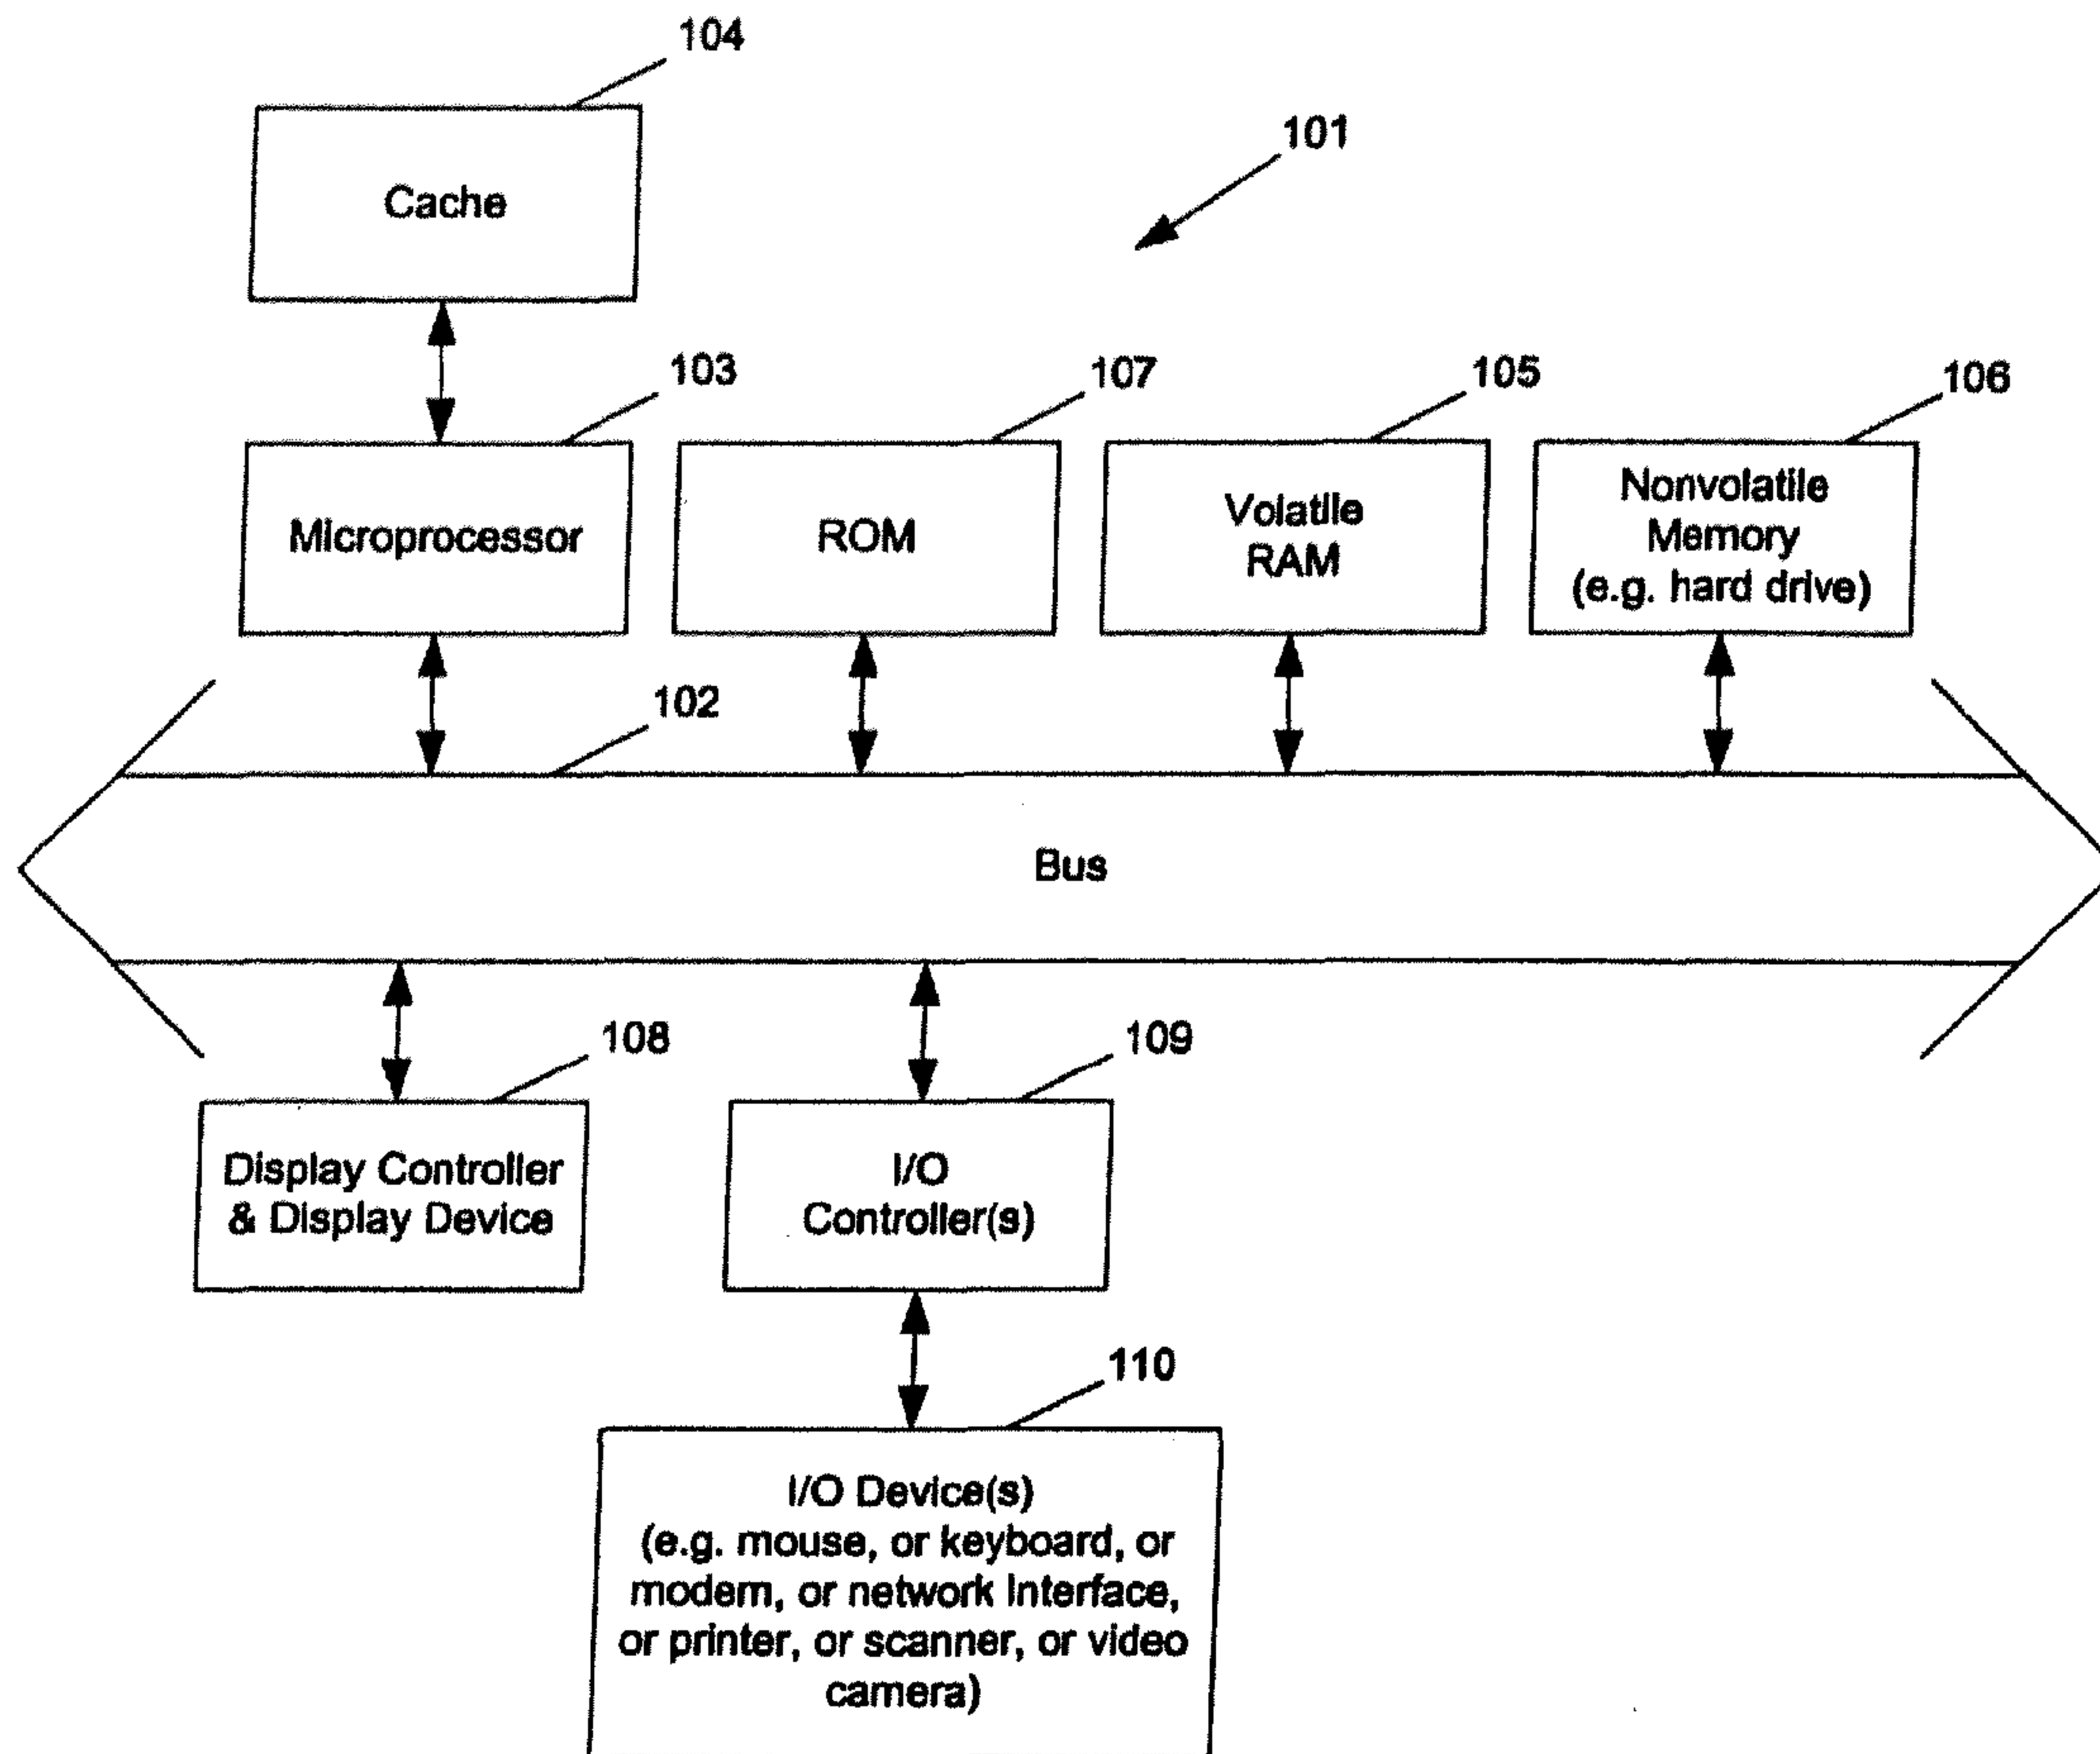 104
101
Cache
103
107
105
106
Microprocessor
ROM
Volatile
RAM
Nonvolatile
Memory
(e.g. hard drive)
102
Bus
108
109
Display Controller
& Display Device
I/O
Controller(s)
110
I/O Device(s)
(e.g. mouse, or keyboard, or
modem, or network Interface,
or printer, or scanner, or video
camera)